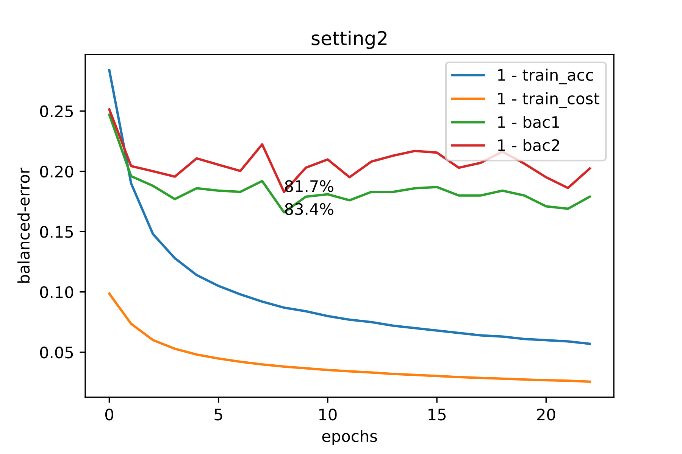 setting2
1 - train_acc
1 - train_cost
1 - bac1
1 - bac2
0.25
0.20
0.15
0.10
0.05
balanced-error
81.7%
83.4%
0
5
10
15
20
epochs